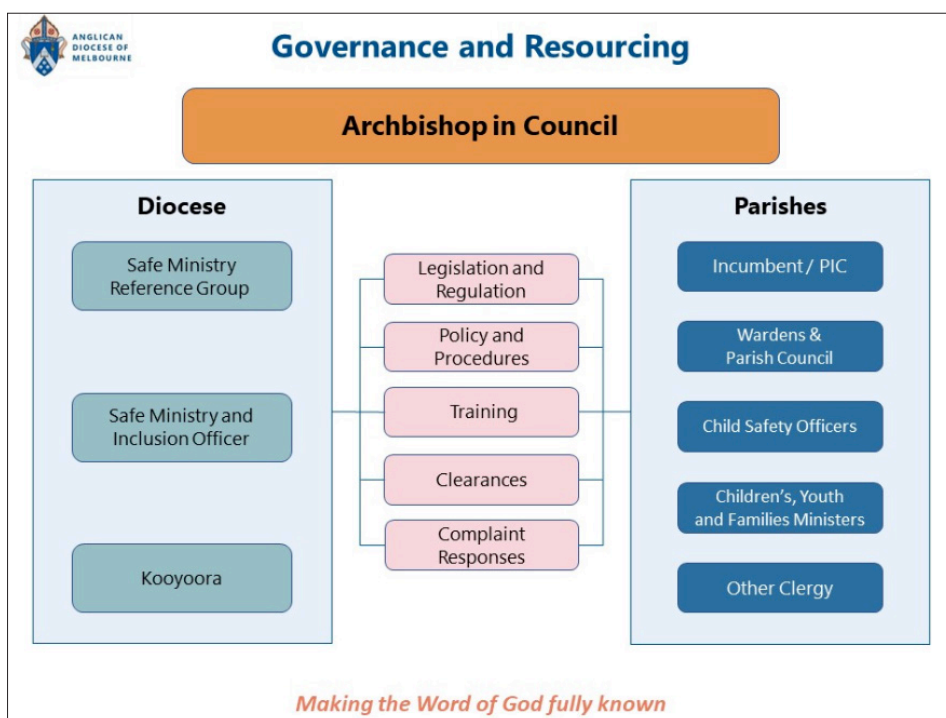 ANGLICAN
DIOCESE OF
MELBOURNE
Governance and Resourcing
Archbishop in Council
Diocese
Safe Ministry
Reference Group
Safe Ministry and
Inclusion Officer
Kooyoora
Legislation and
Regulation
Policy and
Procedures
Training
Clearances
Complaint
Responses
Parishes
Incumbent / PIC
Wardens &
Parish Council
Child Safety Officers
Children’s, Youth
and Families Ministers
Other Clergy
Making the Word of God fully known